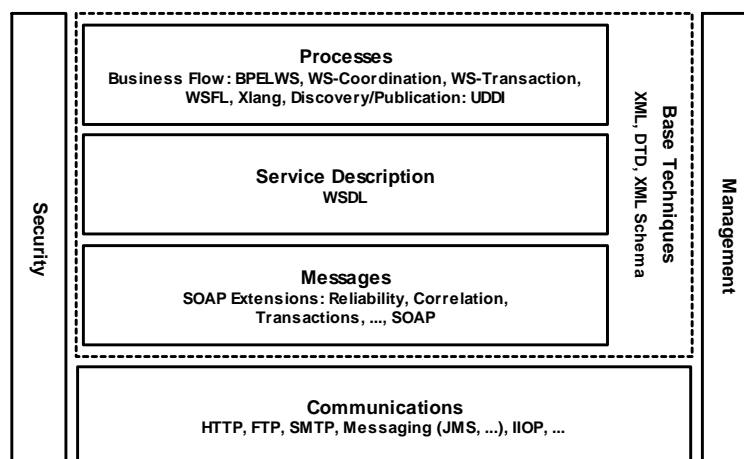 Processes
Business Flow: BPELWS, WS-Coordination, WS-Transaction,
WSFL, Xlang, Discovery/Publication: UDDI
Service Description
WSDL
Messages
SOAP Extensions: Reliability, Correlation,
Transactions, ..., SOAP
Base Techniques
XML, DTD, XML Schema
Security
Management
Communications
HTTP, FTP, SMTP, Messaging (JMS, ...), IIOP, ...